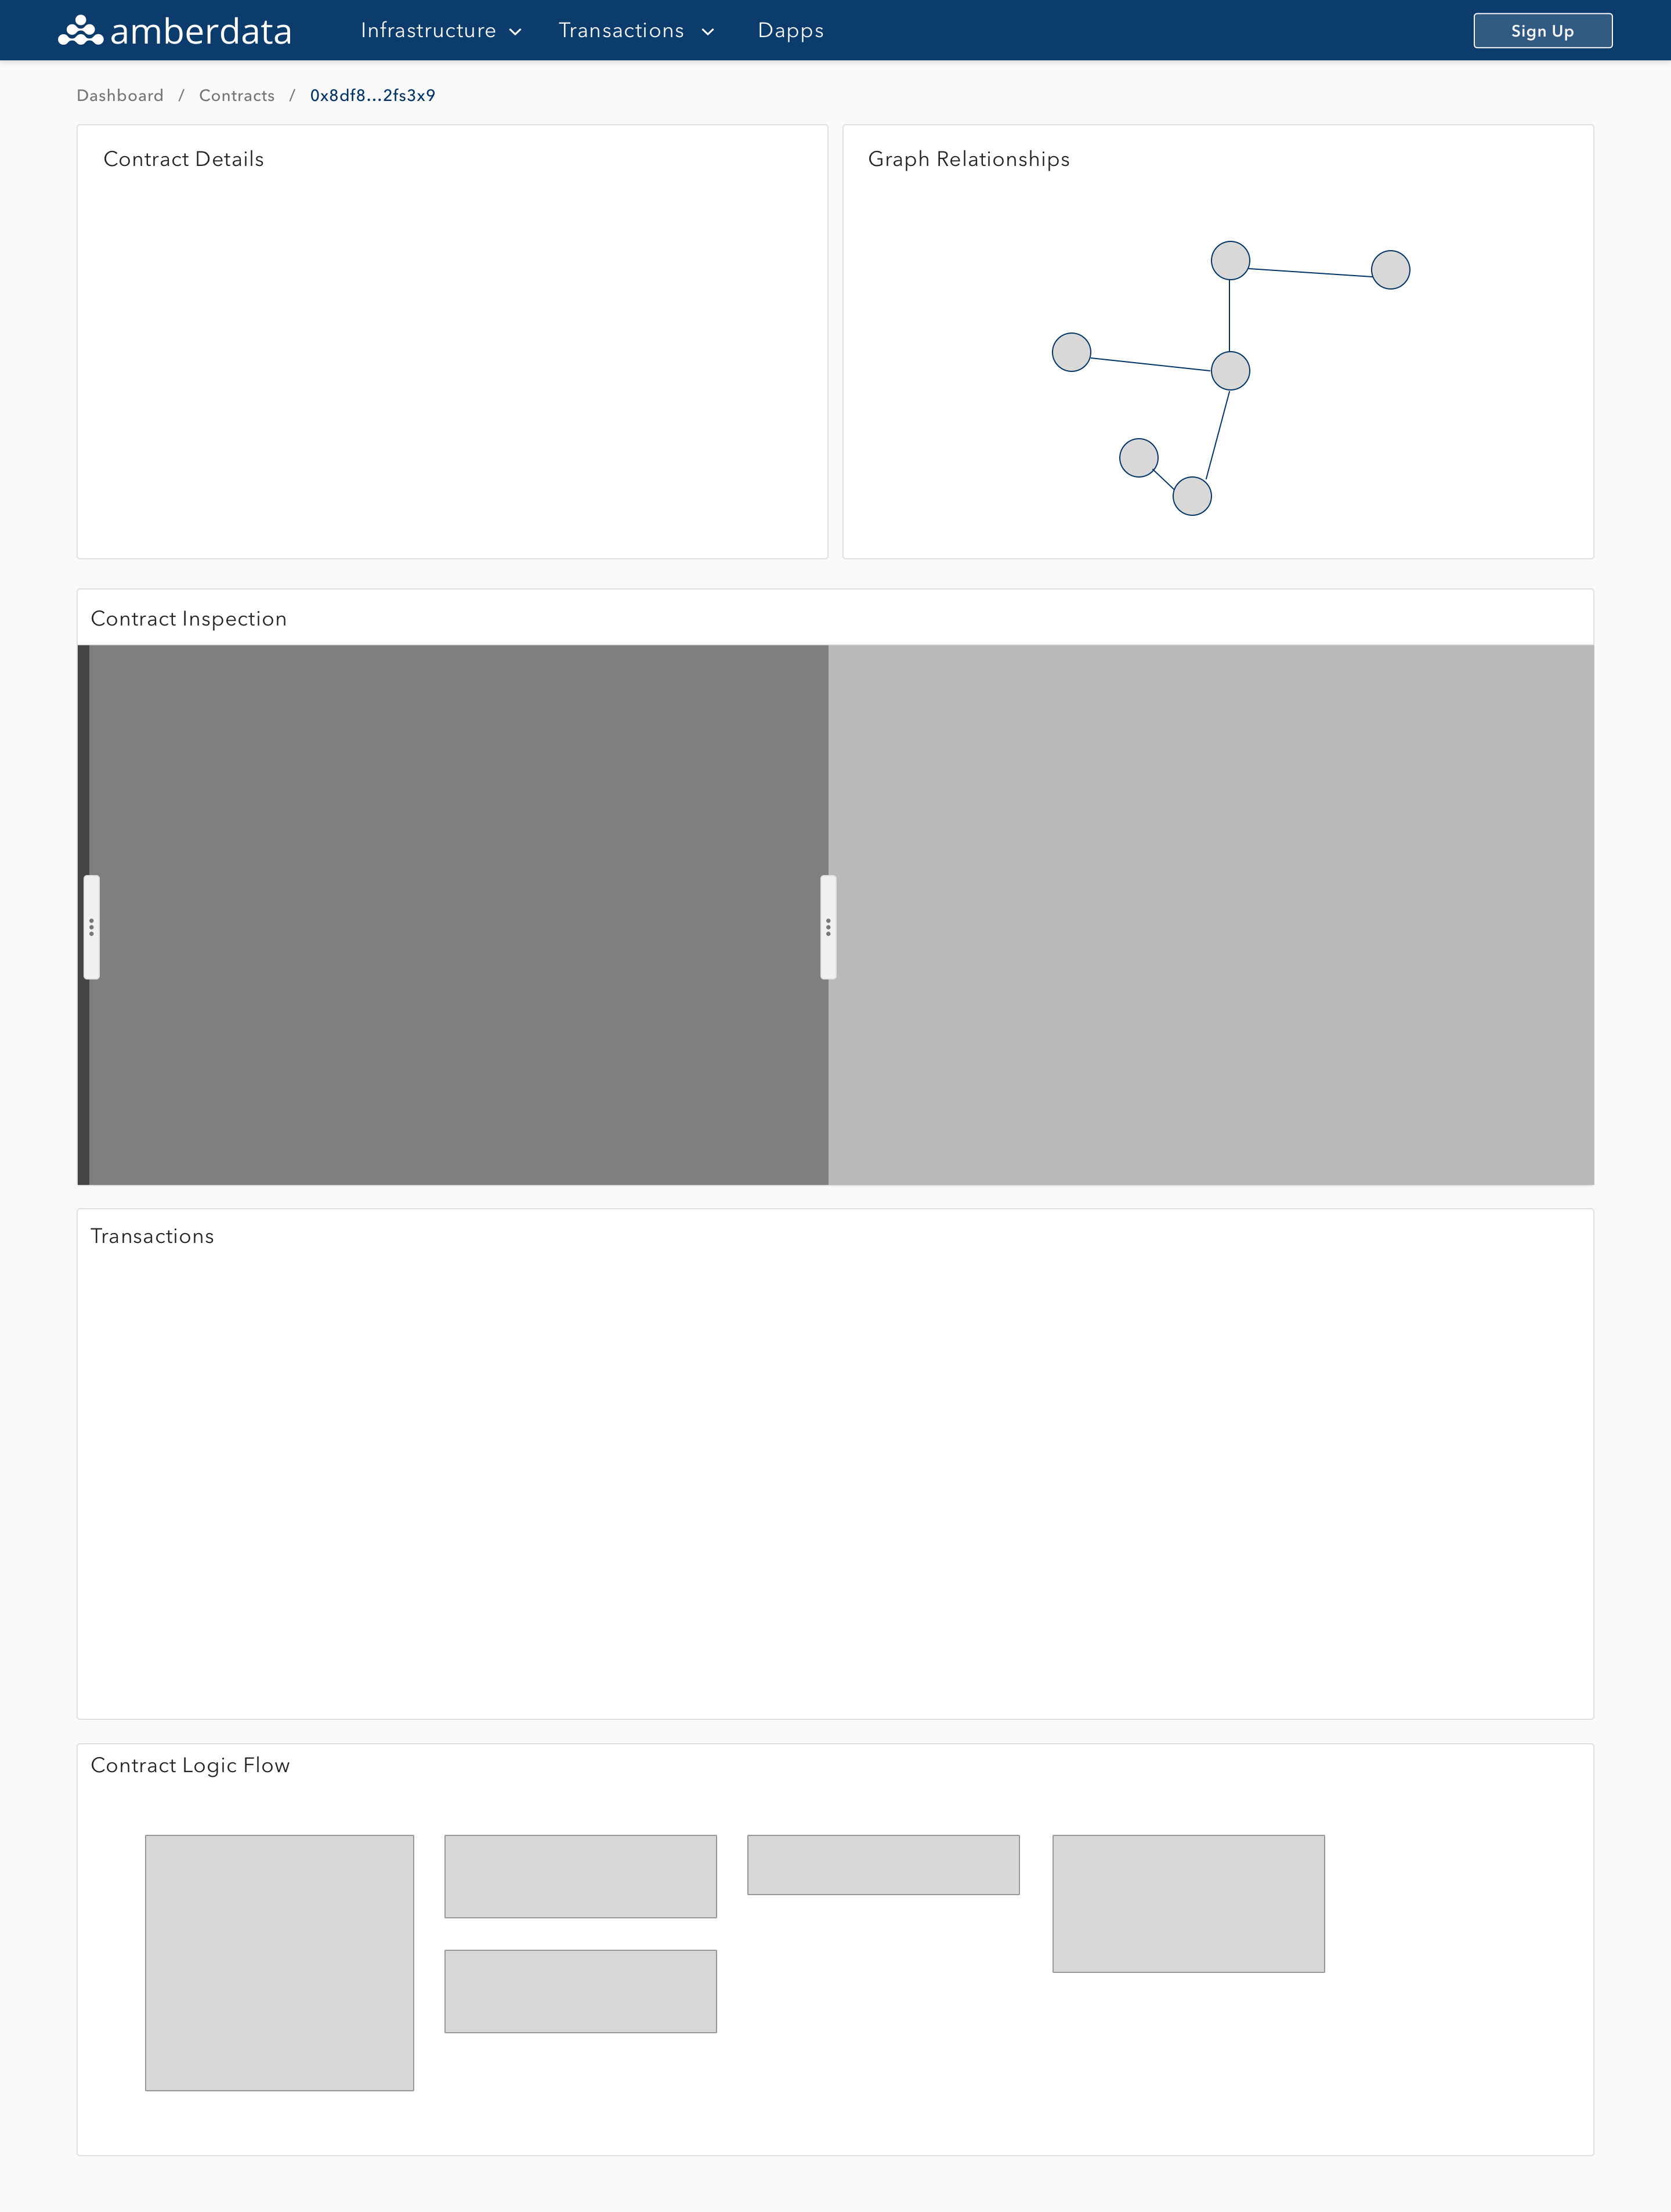 amberdata Infrastructure Transactions Dapps Sign Up
Dashboard / Contracts / 0x8df8...2fs3x9
Contract Details
Graph Relationships
Contract Inspection
Transactions
Contract Logic Flow